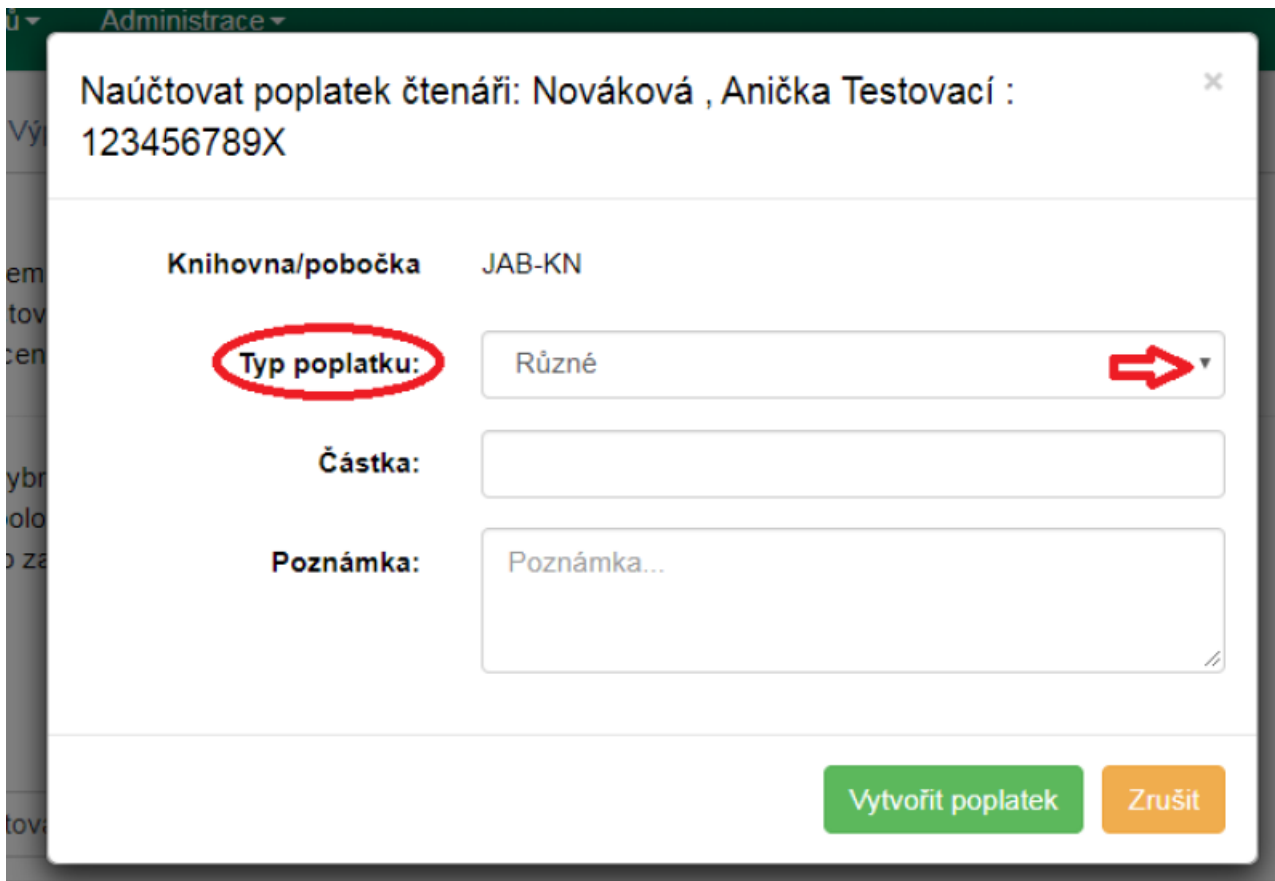 Administrace
Naúčtovat poplatek čtenáři: Nováková , Anička Testovací :
123456789X
×
Knihovna/pobočka JAB-KN
Typ poplatku: Různé
Částka:
Poznámka: Poznámka...
Vytvořit poplatek Zrušit